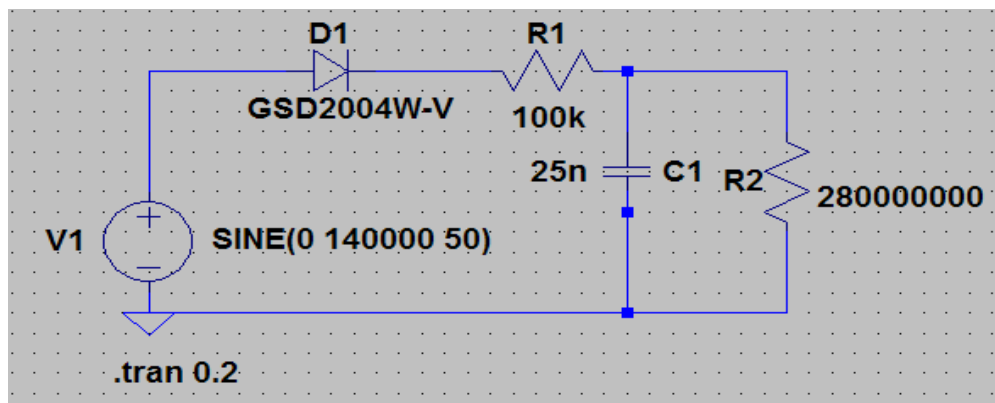 D1
R1
GSD2004W-V
100k
25n
C1
R2
280000000
V1
SINE(0 140000 50)
.tran 0.2